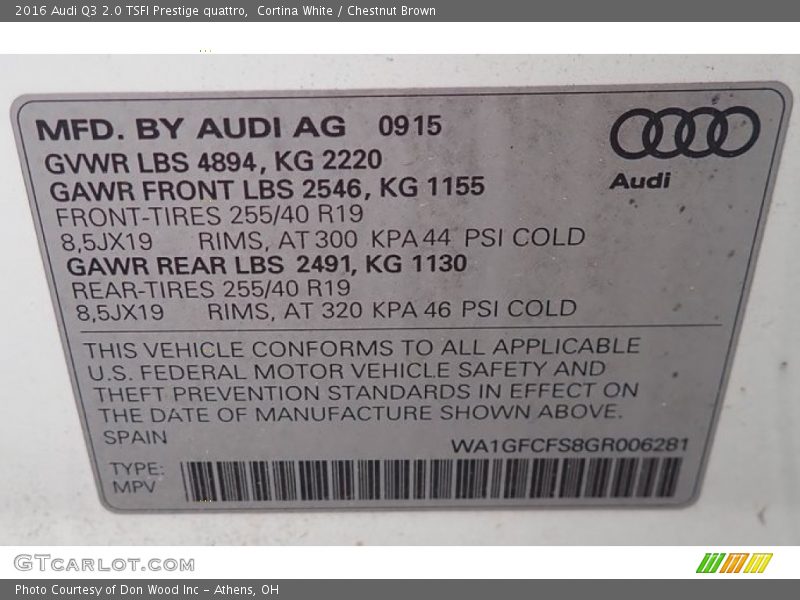 2016 Audi Q3 2.0 TSFI Prestige quattro, Cortina White / Chestnut Brown
MFD. BY AUDI AG 0915
GVWR LBS 4894, KG 2220
GAWR FRONT LBS 2546, KG 1155
FRONT-TIRES 255/40 R19
8,5JX19 RIMS, AT 300 KPA 44 PSI COLD
GAWR REAR LBS 2491, KG 1130
REAR-TIRES 255/40 R19
8,5JX19 RIMS, AT 320 KPA 46 PSI COLD
Audi
THIS VEHICLE CONFORMS TO ALL APPLICABLE
U.S. FEDERAL MOTOR VEHICLE SAFETY AND
THEFT PREVENTION STANDARDS IN EFFECT ON
THE DATE OF MANUFACTURE SHOWN ABOVE.
SPAIN
WA1GFCFS8GR006281
TYPE:
MPV
GTCARLOT.COM
Photo Courtesy of Don Wood Inc - Athens, OH